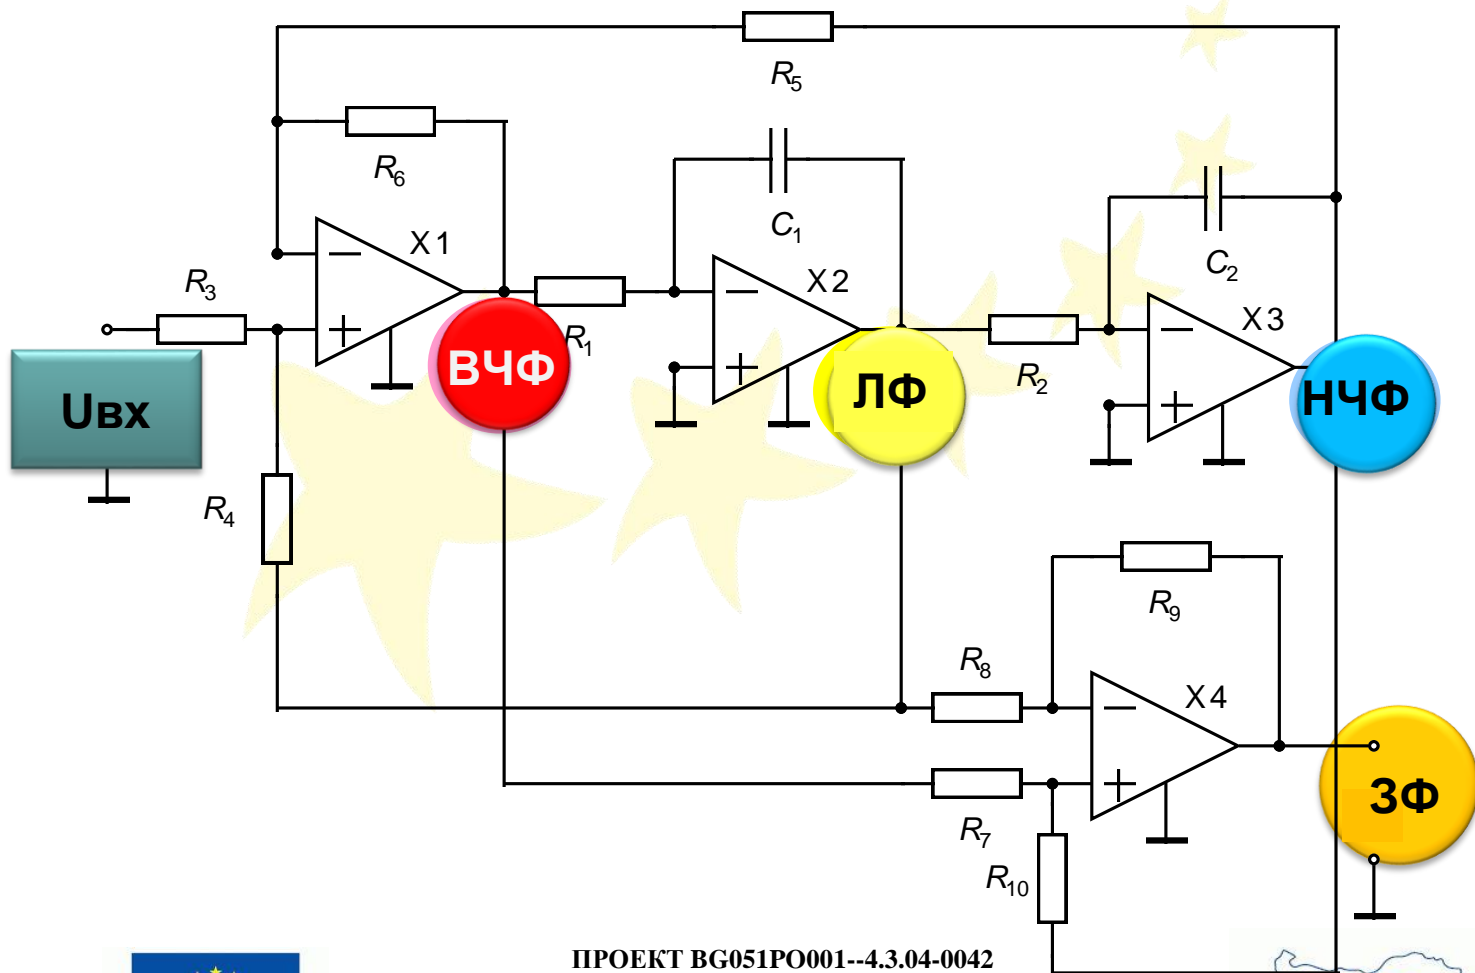 R5
R6
X1
C1
X2
C2
X3
R3
R1
R2
ВЧФ
ЛФ
НЧФ
Uвх
R4
R9
R8
X4
ЗФ
R7
R10
ПРОЕКТ BG051PO001--4.3.04-0042